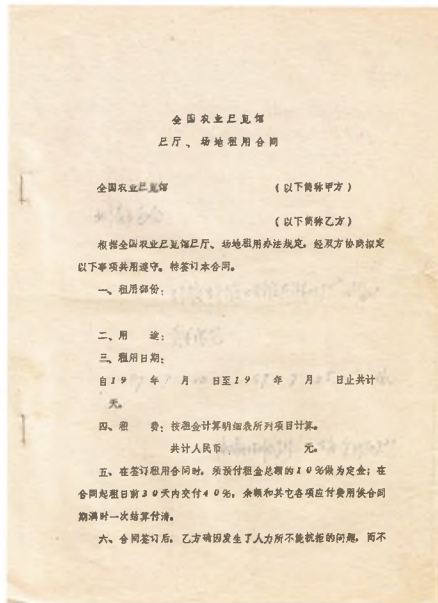 全国农业展览馆
展厅、场地租用合同
全国农业展览馆 （以下简称甲方）
（以下简称乙方）
根据全国农业展览馆展厅、场地租用办法规定，经双方协商拟定
以下事项共同遵守。特签订本合同。
一、租用部份：
二、用 途：
三、租用日期：
自19 年 月 日至19 年 月 日止共计
天。
四、租 费：按租金计算明细表所列项目计算。
共计人民币 元。
五、在签订租用合同时，须预付租金总额的10％做为定金；在
合同起租日前30天内交付40％，余额和其它各项应付费用俟合同
期满时一次结算付清。
六、合同签订后，乙方确因发生了人力所不能抗拒的问题，而不